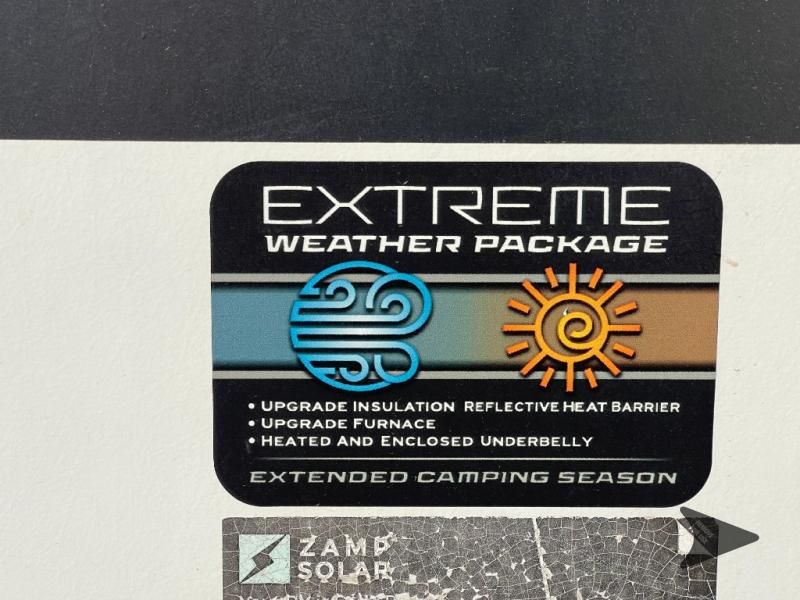 EXTREME
WEATHER PACKAGE
• UPGRADE INSULATION REFLECTIVE HEAT BARRIER
• UPGRADE FURNACE
• HEATED AND ENCLOSED UNDERBELLY
EXTENDED CAMPING SEASON
ZAMP
SOLAR